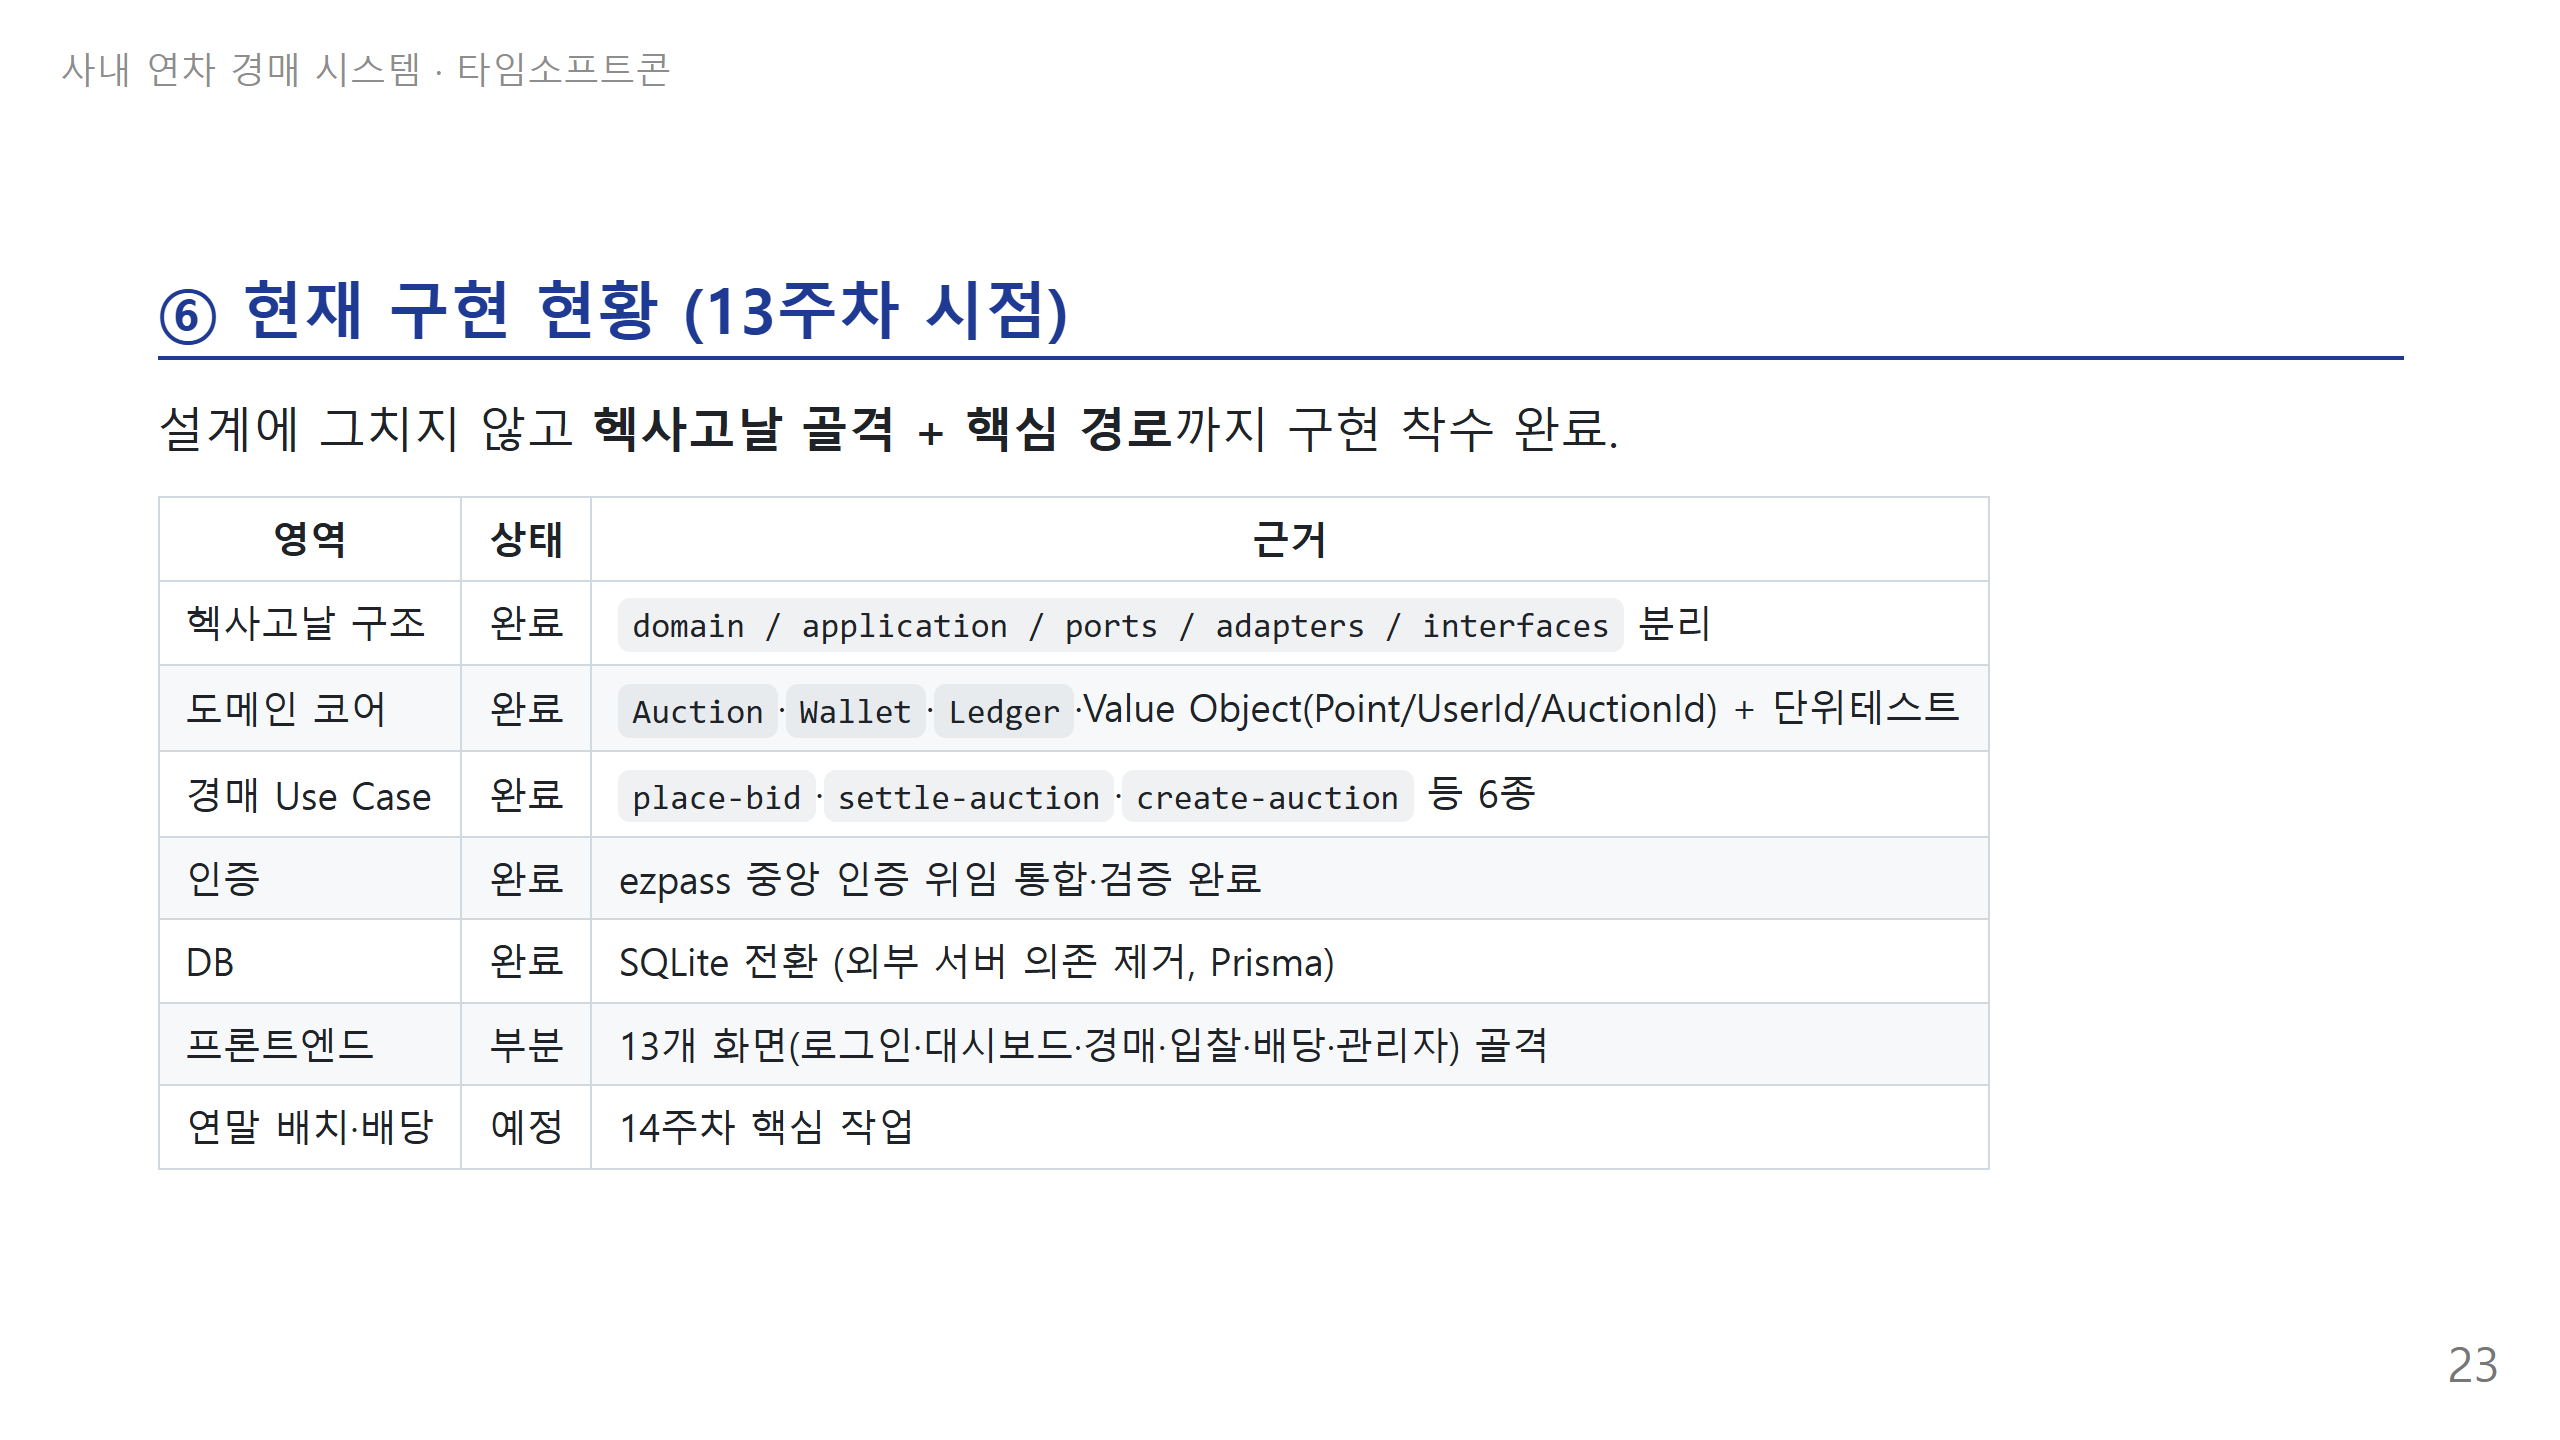 사내 연차 경매 시스템 · 타임소프트콘
⑥ 현재 구현 현황 (13주차 시점)
설계에 그치지 않고 헥사고날 골격 + 핵심 경로까지 구현 착수 완료.
영역 상태 근거
헥사고날 구조 완료 domain / application / ports / adapters / interfaces 분리
도메인 코어 완료 Auction·Wallet·Ledger·Value Object(Point/UserId/AuctionId) + 단위테스트
경매 Use Case 완료 place-bid·settle-auction·create-auction 등 6종
인증 완료 ezpass 중앙 인증 위임 통합·검증 완료
DB 완료 SQLite 전환 (외부 서버 의존 제거, Prisma)
프론트엔드 부분 13개 화면(로그인·대시보드·경매·입찰·배당·관리자) 골격
연말 배치·배당 예정 14주차 핵심 작업
23